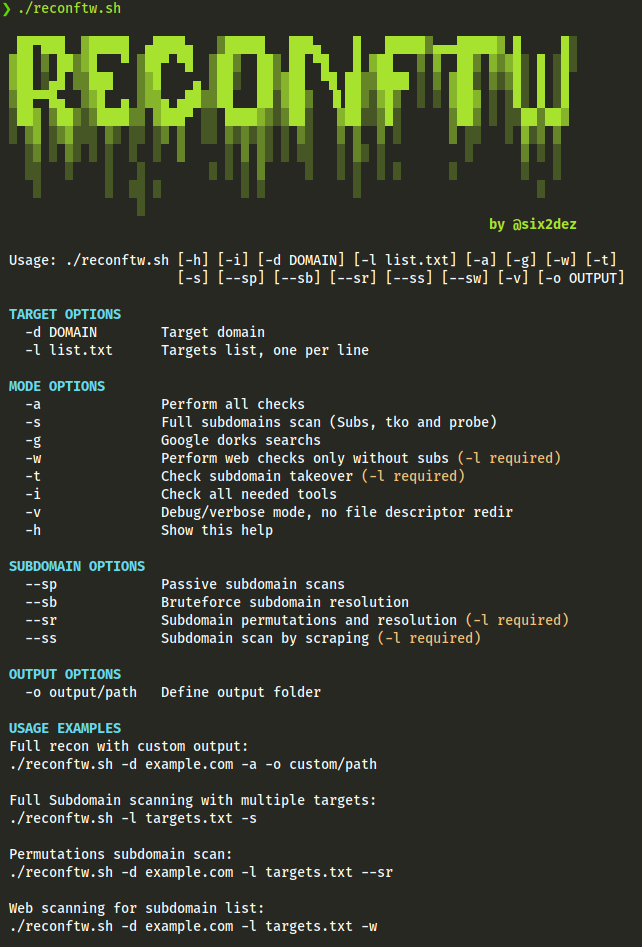 ❯ ./reconftw.sh
RECONFTW
by @six2dez
Usage: ./reconftw.sh [-h] [-i] [-d DOMAIN] [-l list.txt] [-a] [-g] [-w] [-t]
[-s] [--sp] [--sb] [--sr] [--ss] [--sw] [-v] [-o OUTPUT]
TARGET OPTIONS
-d DOMAIN Target domain
-l list.txt Targets list, one per line
MODE OPTIONS
-a Perform all checks
-s Full subdomains scan (Subs, tko and probe)
-g Google dorks searchs
-w Perform web checks only without subs (-l required)
-t Check subdomain takeover (-l required)
-i Check all needed tools
-v Debug/verbose mode, no file descriptor redir
-h Show this help
SUBDOMAIN OPTIONS
--sp Passive subdomain scans
--sb Bruteforce subdomain resolution
--sr Subdomain permutations and resolution (-l required)
--ss Subdomain scan by scraping (-l required)
OUTPUT OPTIONS
-o output/path Define output folder
USAGE EXAMPLES
Full recon with custom output:
./reconftw.sh -d example.com -a -o custom/path
Full Subdomain scanning with multiple targets:
./reconftw.sh -l targets.txt -s
Permutations subdomain scan:
./reconftw.sh -d example.com -l targets.txt --sr
Web scanning for subdomain list:
./reconftw.sh -d example.com -l targets.txt -w